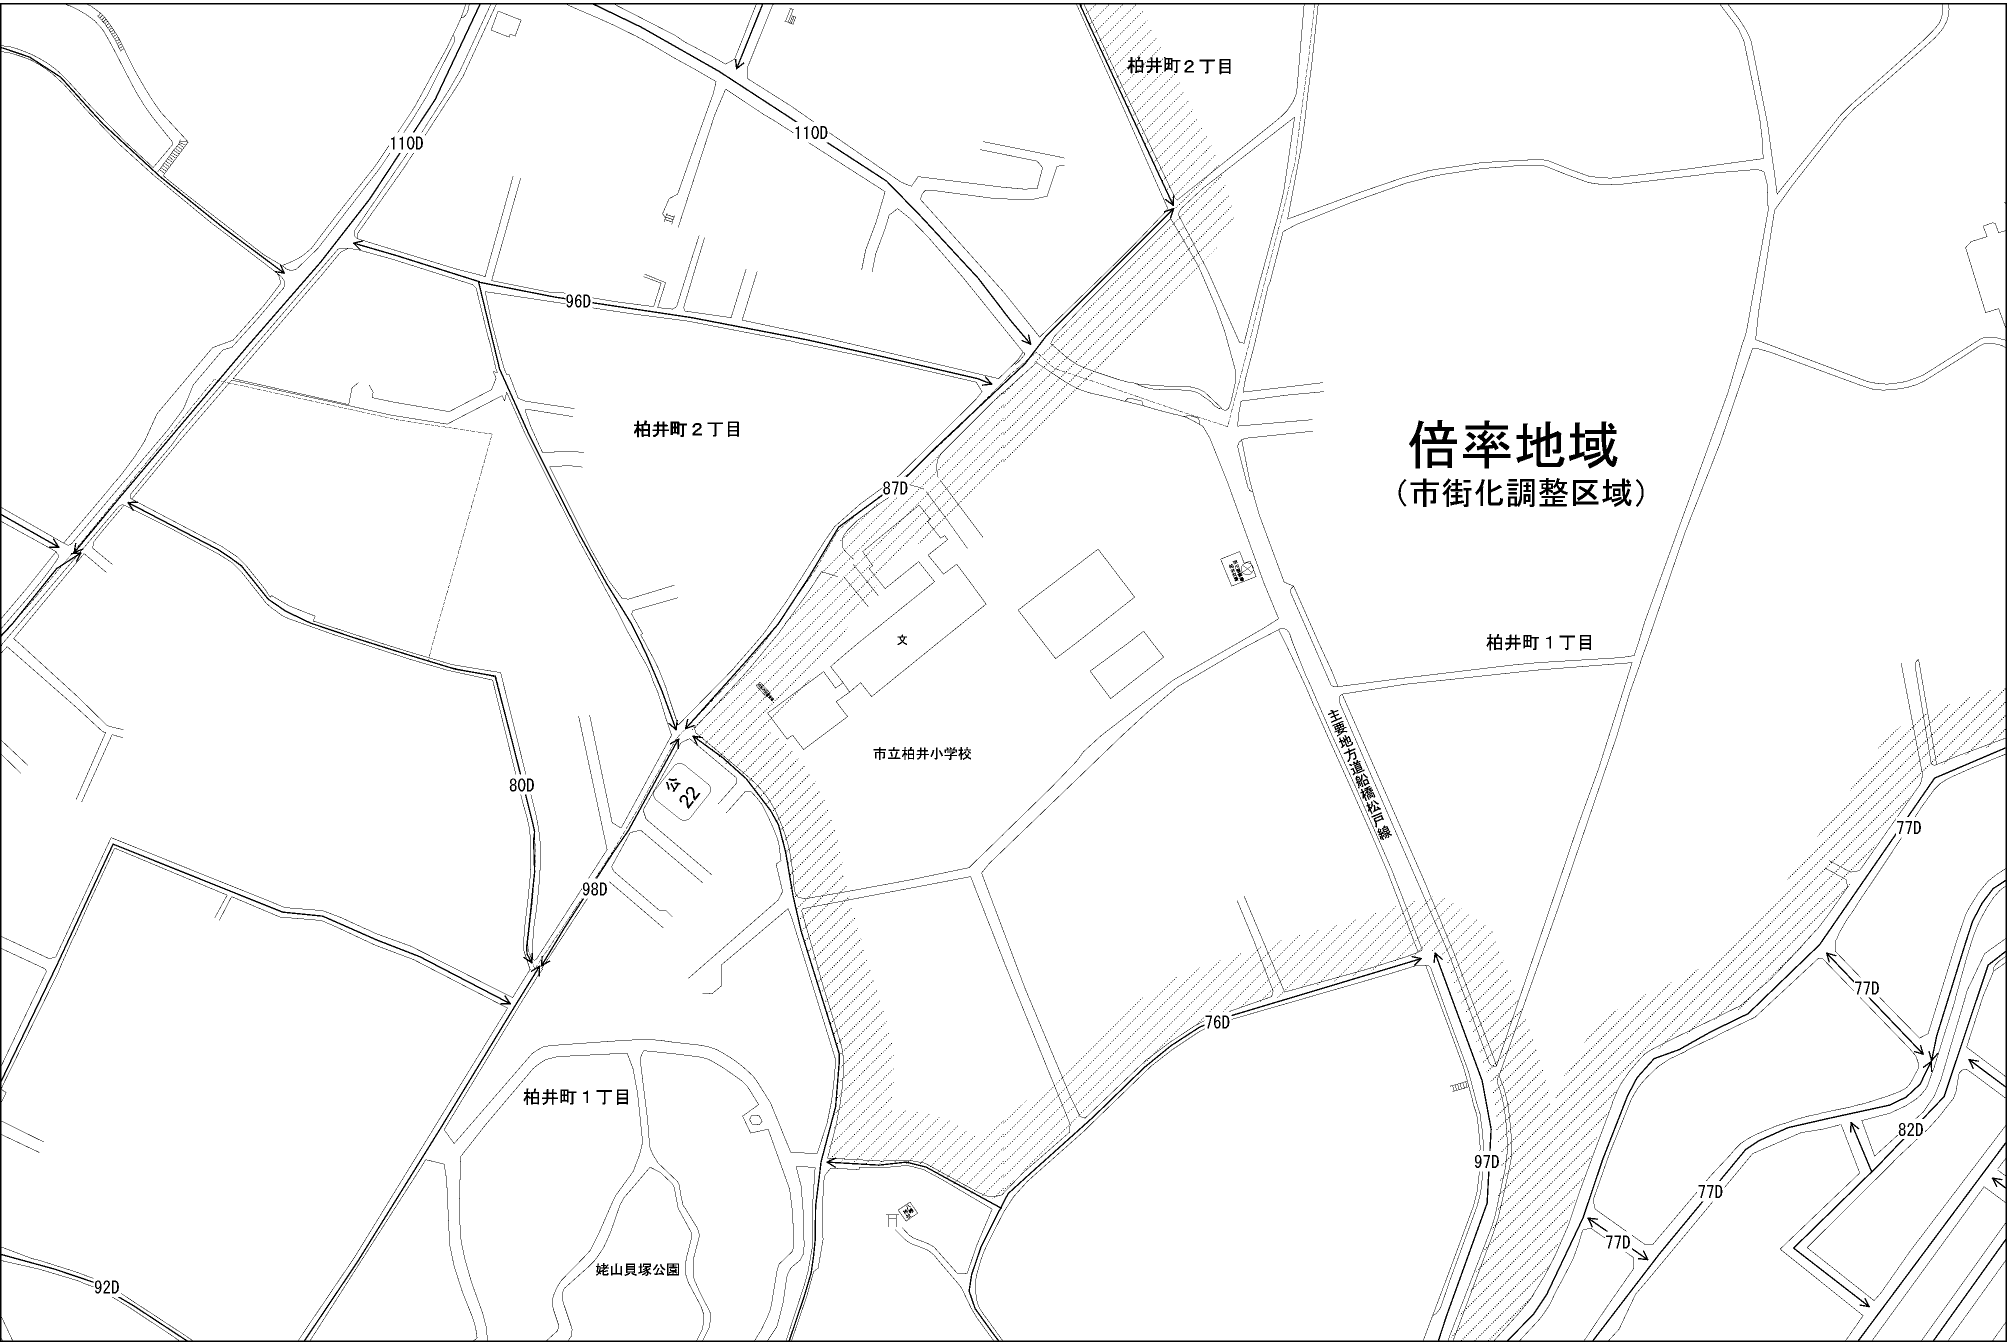 柏井町２丁目
110D
110D
96D
柏井町２丁目
倍率地域
（市街化調整区域）
87D
文
柏井町１丁目
主要地方道船橋松戸線
市立柏井小学校
80D
公
22
77D
98D
77D
76D
柏井町１丁目
82D
97D
77D
77D
姥山貝塚公園
92D